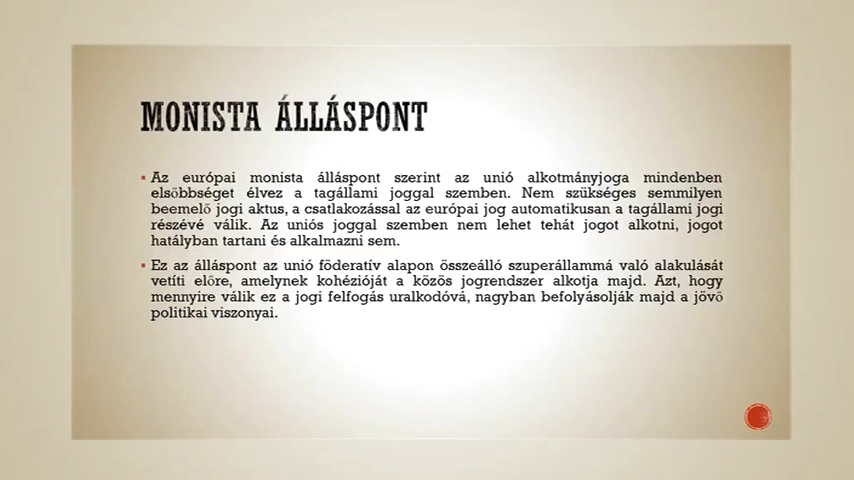 MONISTA ÁLLÁSPONT
▪ Az európai monista álláspont szerint az unió alkotmányjoga mindenben
elsőbbséget élvez a tagállami joggal szemben. Nem szükséges semmilyen
beemelő jogi aktus, a csatlakozással az európai jog automatikusan a tagállami jogi
részévé válik. Az uniós joggal szemben nem lehet tehát jogot alkotni, jogot
hatályban tartani és alkalmazni sem.
▪ Ez az álláspont az unió föderatív alapon összeálló szuperállammá való alakulását
vetíti előre, amelynek kohézióját a közös jogrendszer alkotja majd. Azt, hogy
mennyire válik ez a jogi felfogás uralkodóvá, nagyban befolyásolják majd a jövő
politikai viszonyai.